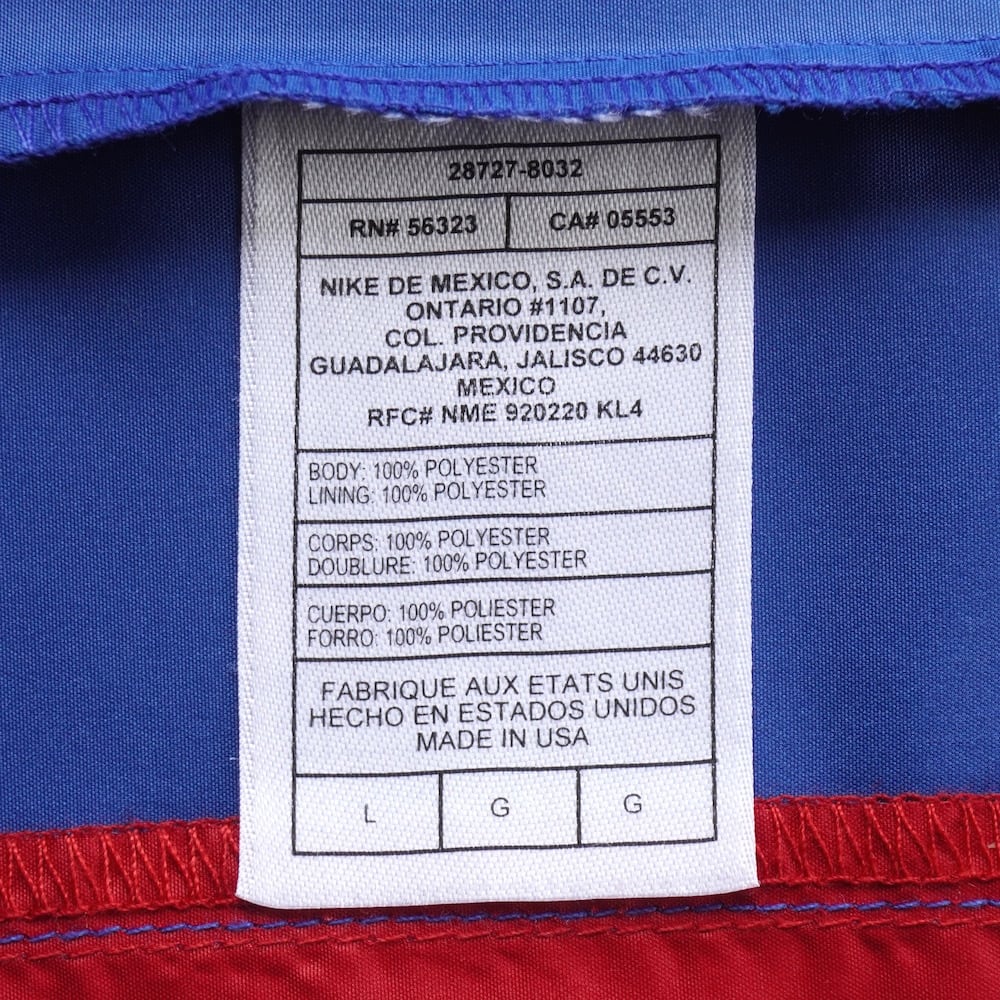 28727-8032
RN# 56323 CA# 05553
NIKE DE MEXICO, S.A. DE C.V.
ONTARIO #1107,
COL. PROVIDENCIA
GUADALAJARA, JALISCO 44630
MEXICO
RFC# NME 920220 KL4
BODY: 100% POLYESTER
LINING: 100% POLYESTER
CORPS: 100% POLYESTER
DOUBLURE: 100% POLYESTER
CUERPO: 100% POLIESTER
FORRO: 100% POLIESTER
FABRIQUE AUX ETATS UNIS
HECHO EN ESTADOS UNIDOS
MADE IN USA
L G G